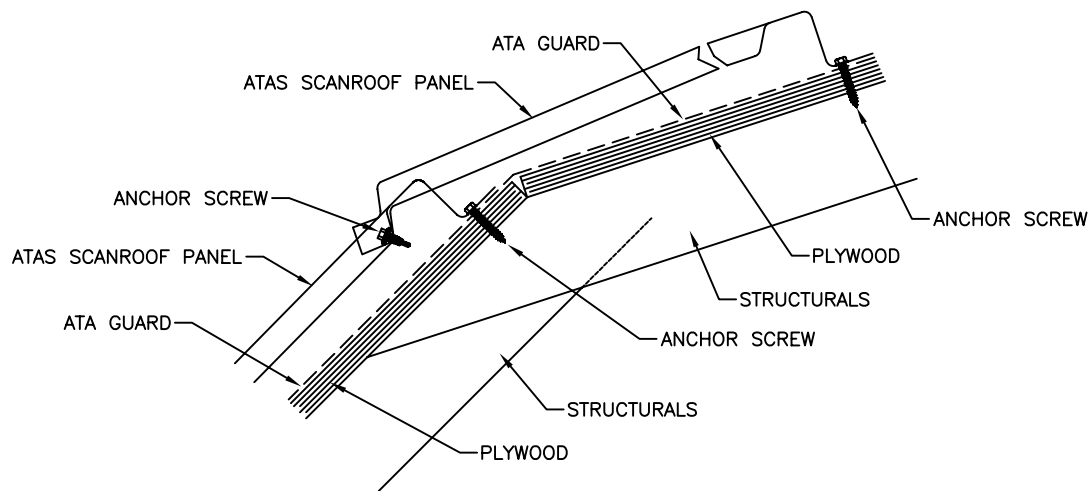 ATA GUARD
ATAS SCANROOF PANEL
ANCHOR SCREW
ANCHOR SCREW
ATAS SCANROOF PANEL
PLYWOOD
STRUCTURALS
ATA GUARD
ANCHOR SCREW
STRUCTURALS
PLYWOOD